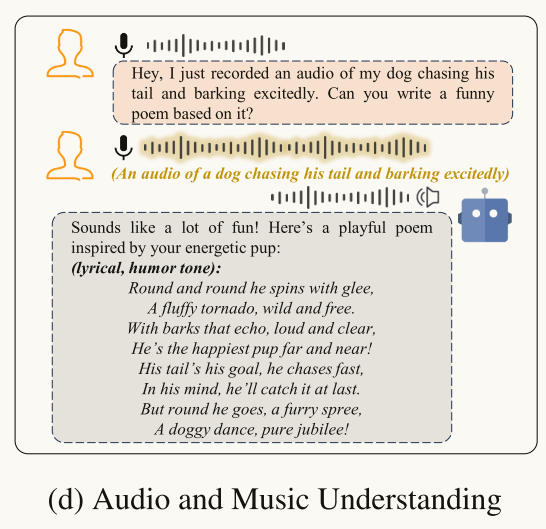 Hey, I just recorded an audio of my dog chasing his
tail and barking excitedly. Can you write a funny
poem based on it?
(An audio of a dog chasing his tail and barking excitedly)
Sounds like a lot of fun! Here's a playful poem
inspired by your energetic pup:
(lyrical, humor tone):
Round and round he spins with glee,
A fluffy tornado, wild and free.
With barks that echo, loud and clear,
He's the happiest pup far and near!
His tail's his goal, he chases fast,
In his mind, he'll catch it at last.
But round he goes, a furry spree,
A doggy dance, pure jubilee!
(d) Audio and Music Understanding